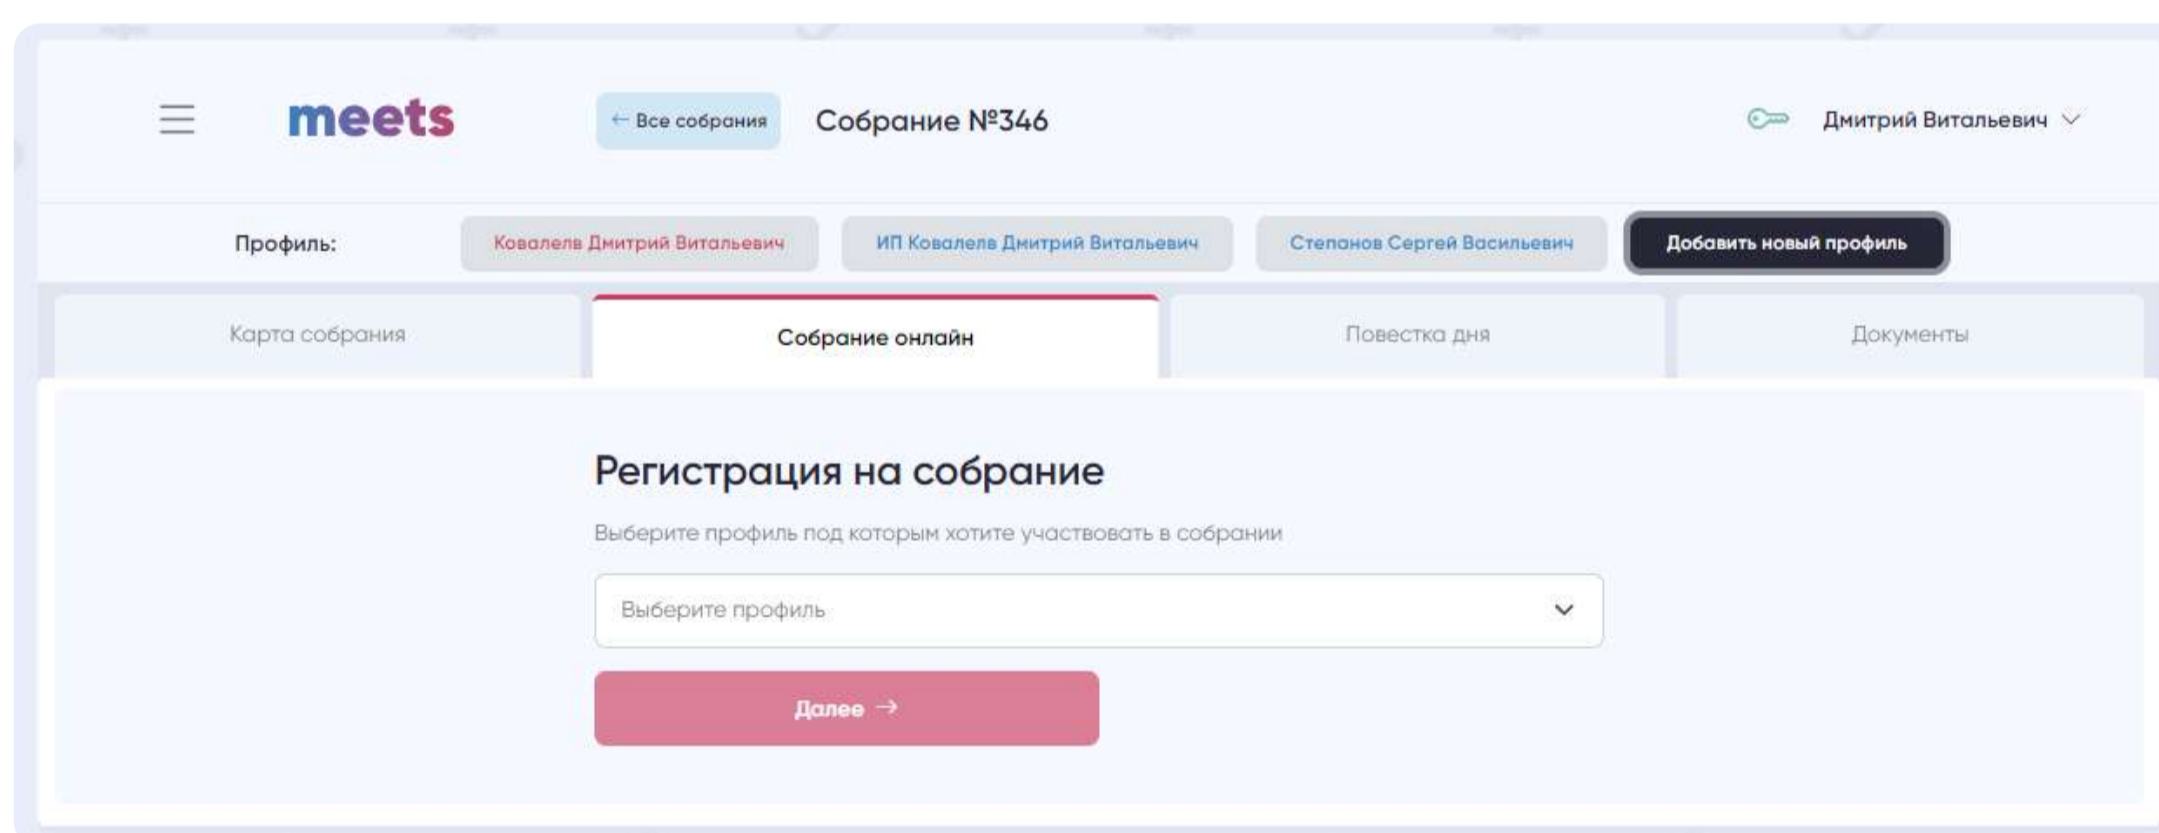 meets
← Все собрания
Собрание №346
Дмитрий Витальевич
Профиль:
Ковалелв Дмитрий Витальевич
ИП Ковалелв Дмитрий Витальевич
Степанов Сергей Васильевич
Добавить новый профиль
Карта собрания
Собрание онлайн
Повестка дня
Документы
Регистрация на собрание
Выберите профиль под которым хотите участвовать в собрании
Выберите профиль
Далее →